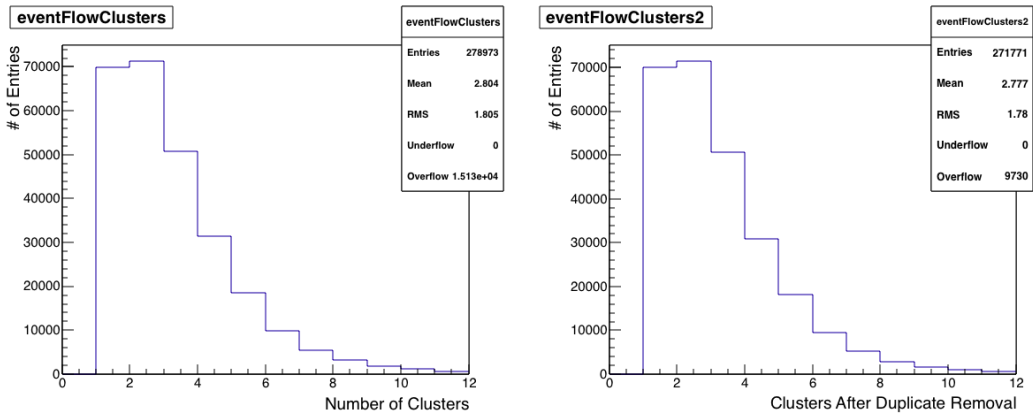 eventFlowClusters
eventFlowClusters
Entries 278973
Mean 2.804
RMS 1.805
Underflow 0
Overflow 1.513e+04
# of Entries
70000
60000
50000
40000
30000
20000
10000
0
0 2 4 6 8 10 12
Number of Clusters
eventFlowClusters2
eventFlowClusters2
Entries 271771
Mean 2.777
RMS 1.78
Underflow 0
Overflow 9730
# of Entries
70000
60000
50000
40000
30000
20000
10000
0
0 2 4 6 8 10 12
Clusters After Duplicate Removal